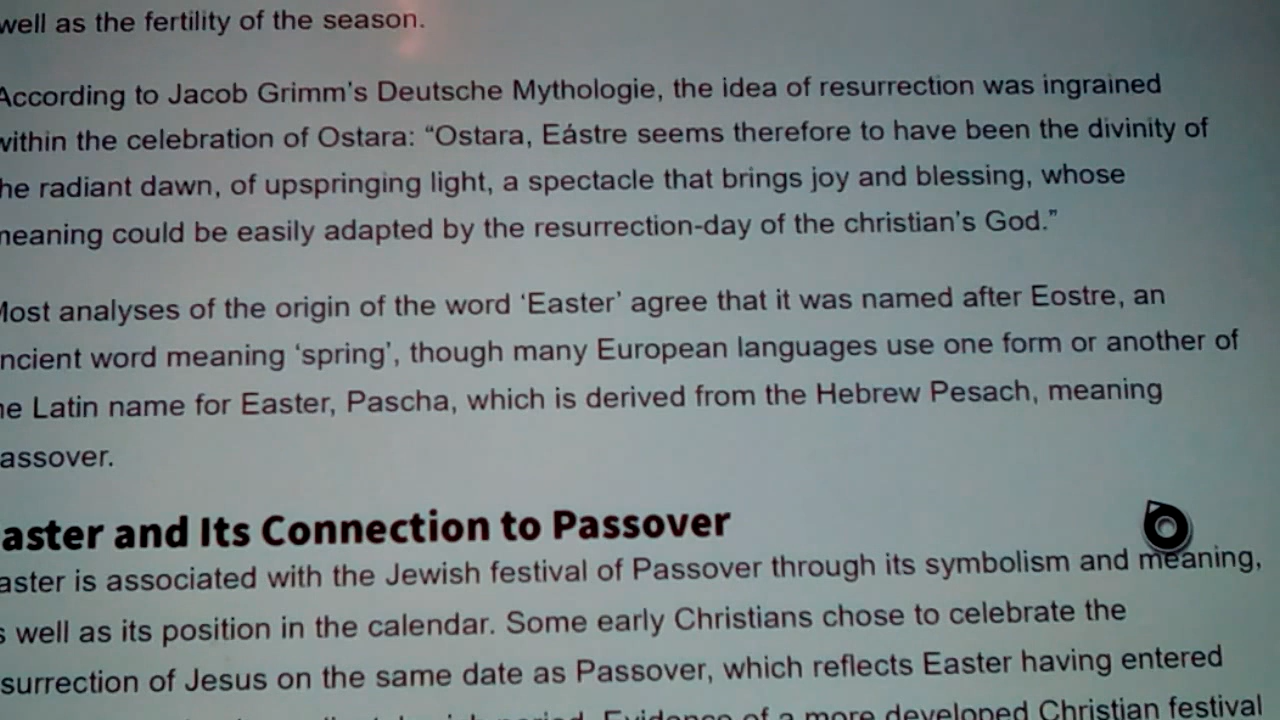 well as the fertility of the season.
According to Jacob Grimm's Deutsche Mythologie, the idea of resurrection was ingrained
within the celebration of Ostara: “Ostara, Eástre seems therefore to have been the divinity of
he radiant dawn, of upspringing light, a spectacle that brings joy and blessing, whose
neaning could be easily adapted by the resurrection-day of the christian's God.”
Most analyses of the origin of the word ‘Easter’ agree that it was named after Eostre, an
ncient word meaning ‘spring’, though many European languages use one form or another of
he Latin name for Easter, Pascha, which is derived from the Hebrew Pesach, meaning
assover.
aster and Its Connection to Passover
aster is associated with the Jewish festival of Passover through its symbolism and meaning,
s well as its position in the calendar. Some early Christians chose to celebrate the
surrection of Jesus on the same date as Passover, which reflects Easter having entered
period. Evidence of a more developed Christian festival